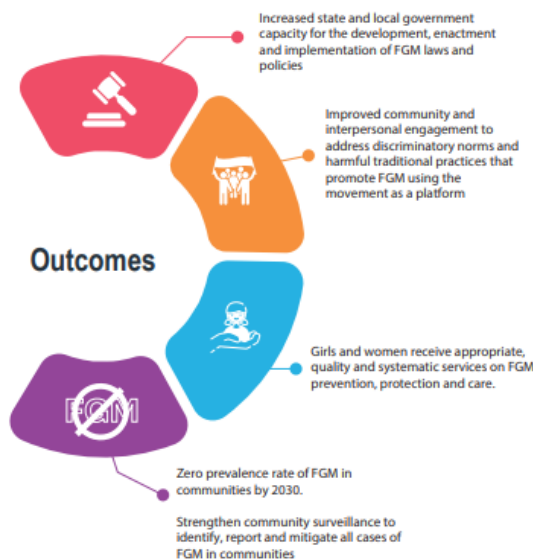 Increased state and local government
capacity for the development, enactment
and implementation of FGM laws and
policies
Improved community and
interpersonal engagement to
address discriminatory norms and
harmful traditional practices that
promote FGM using the
movement as a platform
Outcomes
Girls and women receive appropriate,
quality and systematic services on FGM
prevention, protection and care.
FGM
Zero prevalence rate of FGM in
communities by 2030.
Strengthen community surveillance to
identify, report and mitigate all cases of
FGM in communities